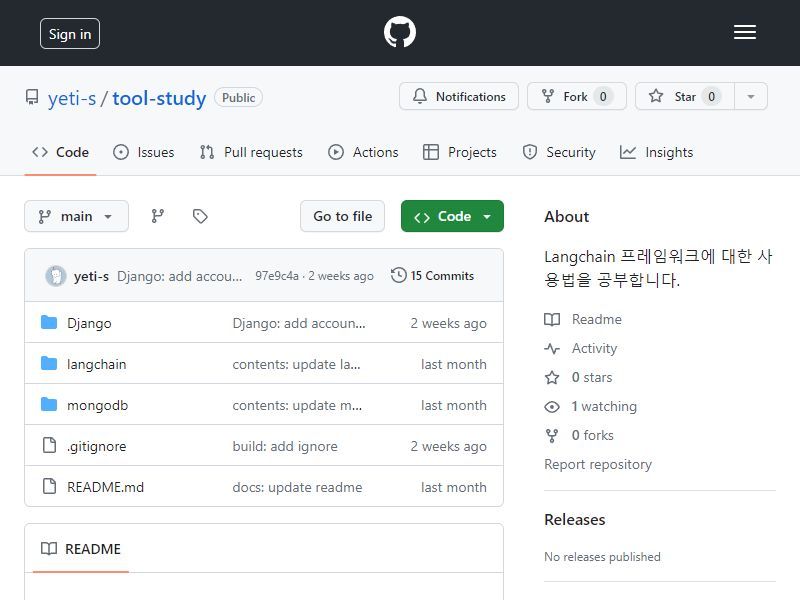 Sign in
yeti-s / tool-study Public
Notifications
Fork 0
Star 0
Code
Issues
Pull requests
Actions
Projects
Security
Insights
main
Go to file
Code
yeti-s Django: add accou... 97e9c4a · 2 weeks ago 15 Commits
Django Django: add accoun... 2 weeks ago
langchain contents: update la... last month
mongodb contents: update m... last month
.gitignore build: add ignore 2 weeks ago
README.md docs: update readme last month
README
About
Langchain 프레임워크에 대한 사
용법을 공부합니다.
Readme
Activity
0 stars
1 watching
0 forks
Report repository
Releases
No releases published